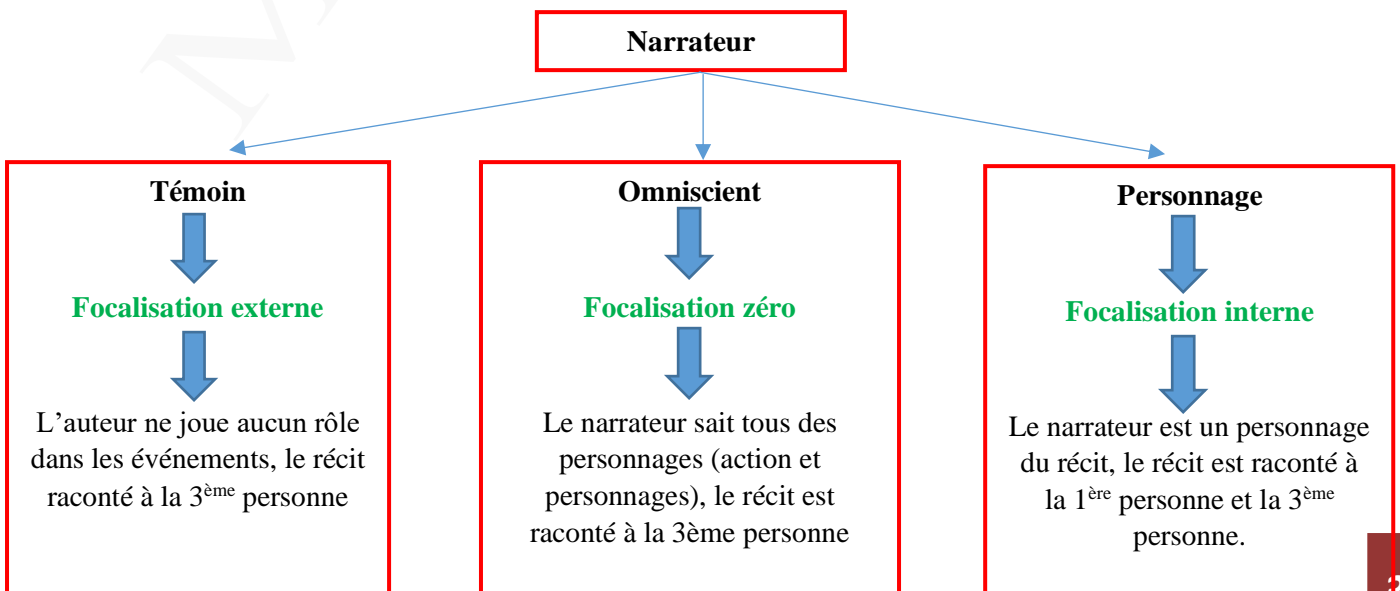 Narrateur
Témoin
Focalisation externe
L’auteur ne joue aucun rôle
dans les événements, le récit
raconté à la 3ème personne
Omniscient
Focalisation zéro
Le narrateur sait tous des
personnages (action et
personnages), le récit est
raconté à la 3ème personne
Personnage
Focalisation interne
Le narrateur est un personnage
du récit, le récit est raconté à
la 1ère personne et la 3ème
personne.